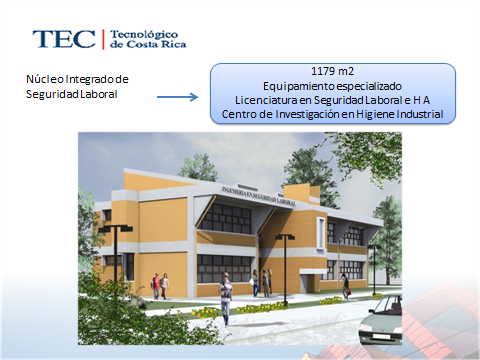 TEC | Tecnológico
de Costa Rica
Núcleo Integrado de
Seguridad Laboral
1179 m2
Equipamiento especializado
Licenciatura en Seguridad Laboral e H A
Centro de Investigación en Higiene Industrial
INGENIERIA EN SEGURIDAD LABORAL